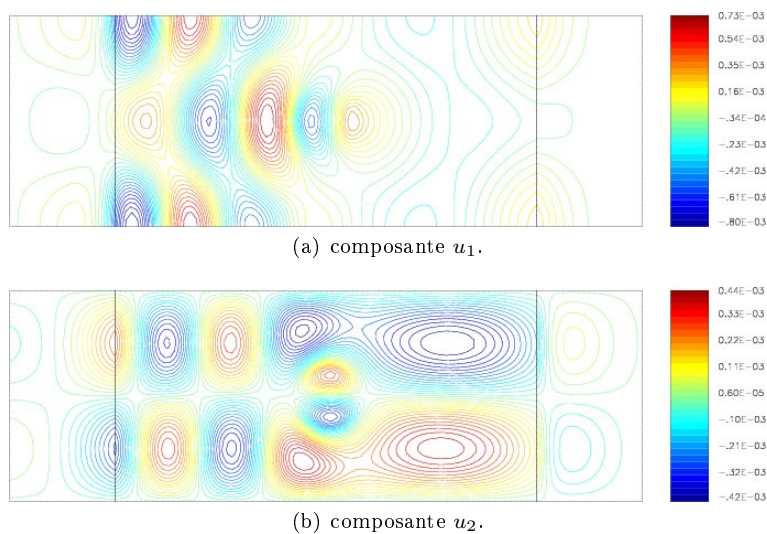 0.73E-03
0.54E-03
0.35E-03
0.16E-03
-.34E-04
-.23E-03
-.42E-03
-.61E-03
-.80E-03
(a) composante u₁.
0.44E-03
0.33E-03
0.22E-03
0.11E-03
0.60E-05
-.10E-03
-.21E-03
-.32E-03
-.42E-03
(b) composante u₂.